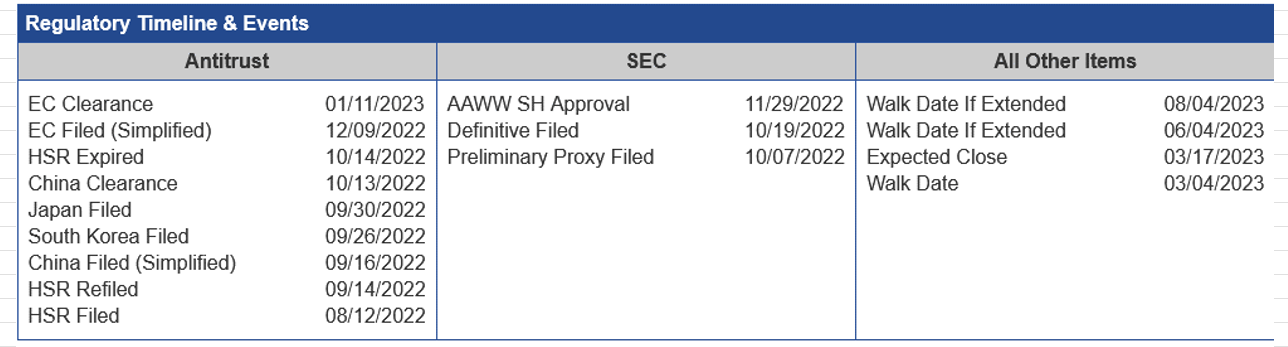 Regulatory Timeline & Events
Antitrust SEC All Other Items
EC Clearance 01/11/2023 AAWW SH Approval 11/29/2022 Walk Date If Extended 08/04/2023
EC Filed (Simplified) 12/09/2022 Definitive Filed 10/19/2022 Walk Date If Extended 06/04/2023
HSR Expired 10/14/2022 Preliminary Proxy Filed 10/07/2022 Expected Close 03/17/2023
China Clearance 10/13/2022 Walk Date 03/04/2023
Japan Filed 09/30/2022
South Korea Filed 09/26/2022
China Filed (Simplified) 09/16/2022
HSR Refiled 09/14/2022
HSR Filed 08/12/2022